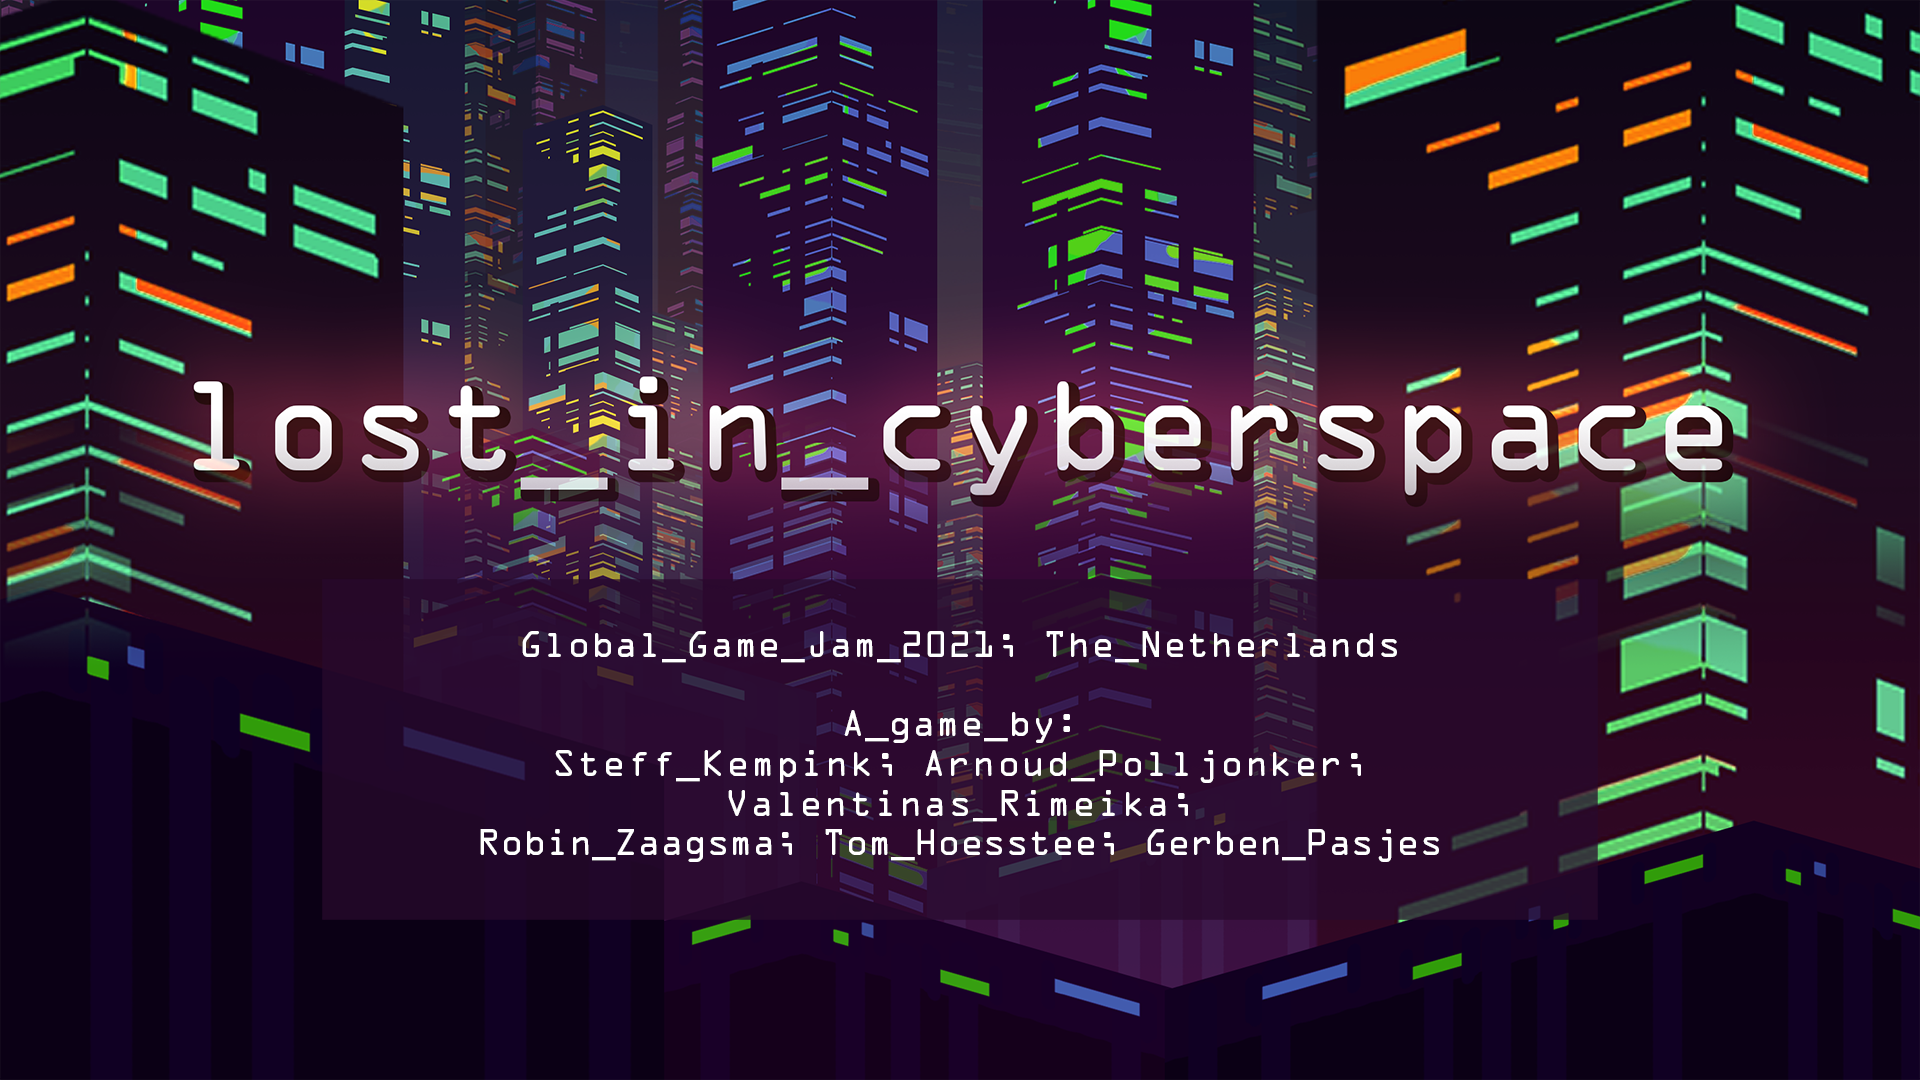 lost_in_cyberspace
Global_Game_Jam_2021; The_Netherlands
A_game_by:
Steff_Kempink; Arnoud_Polljonker;
Valentinas_Rimeika;
Robin_Zaagsma; Tom_Hoesstee; Gerben_Pasjes